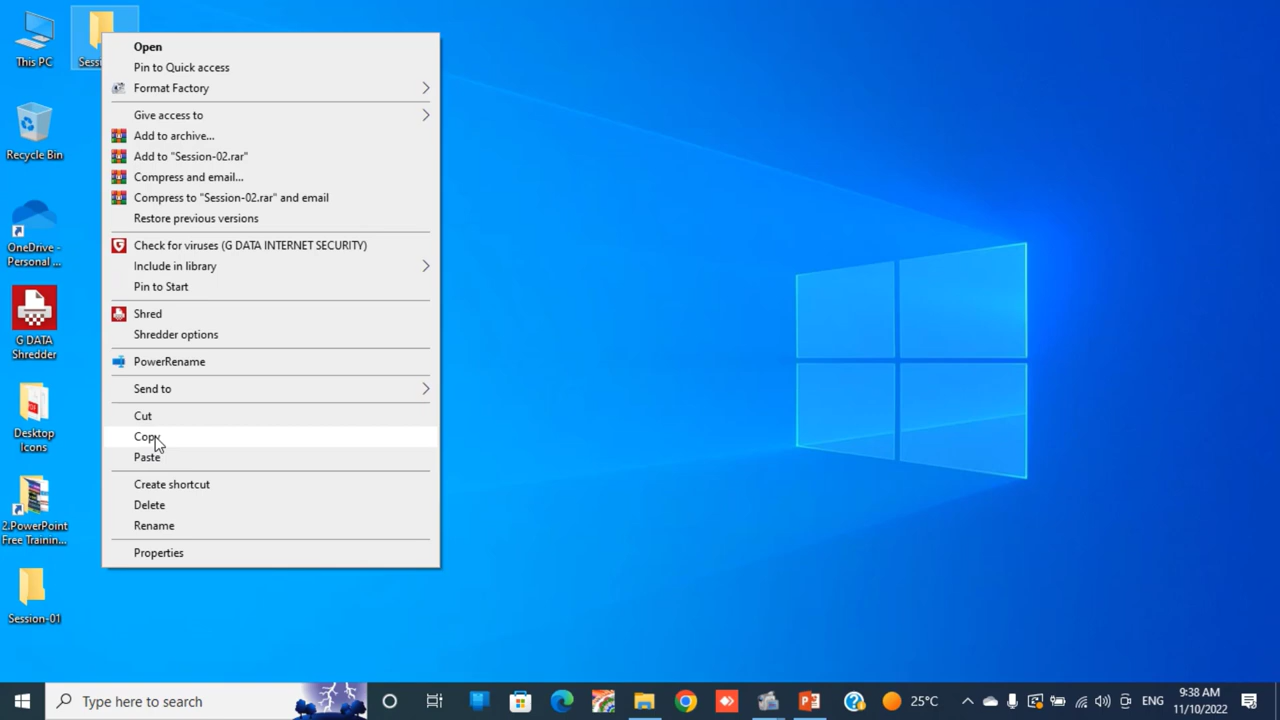 This PC
Recycle Bin
OneDrive -
Personal ...
G DATA
Shredder
Desktop
Icons
2.PowerPoint
Free Trainin...
Session-01
Open
Pin to Quick access
Format Factory
Give access to
Add to archive...
Add to "Session-02.rar"
Compress and email...
Compress to "Session-02.rar" and email
Restore previous versions
Check for viruses (G DATA INTERNET SECURITY)
Include in library
Pin to Start
Shred
Shredder options
PowerRename
Send to
Cut
Copy
Paste
Create shortcut
Delete
Rename
Properties
Type here to search
25°C
ENG
9:38 AM
11/10/2022